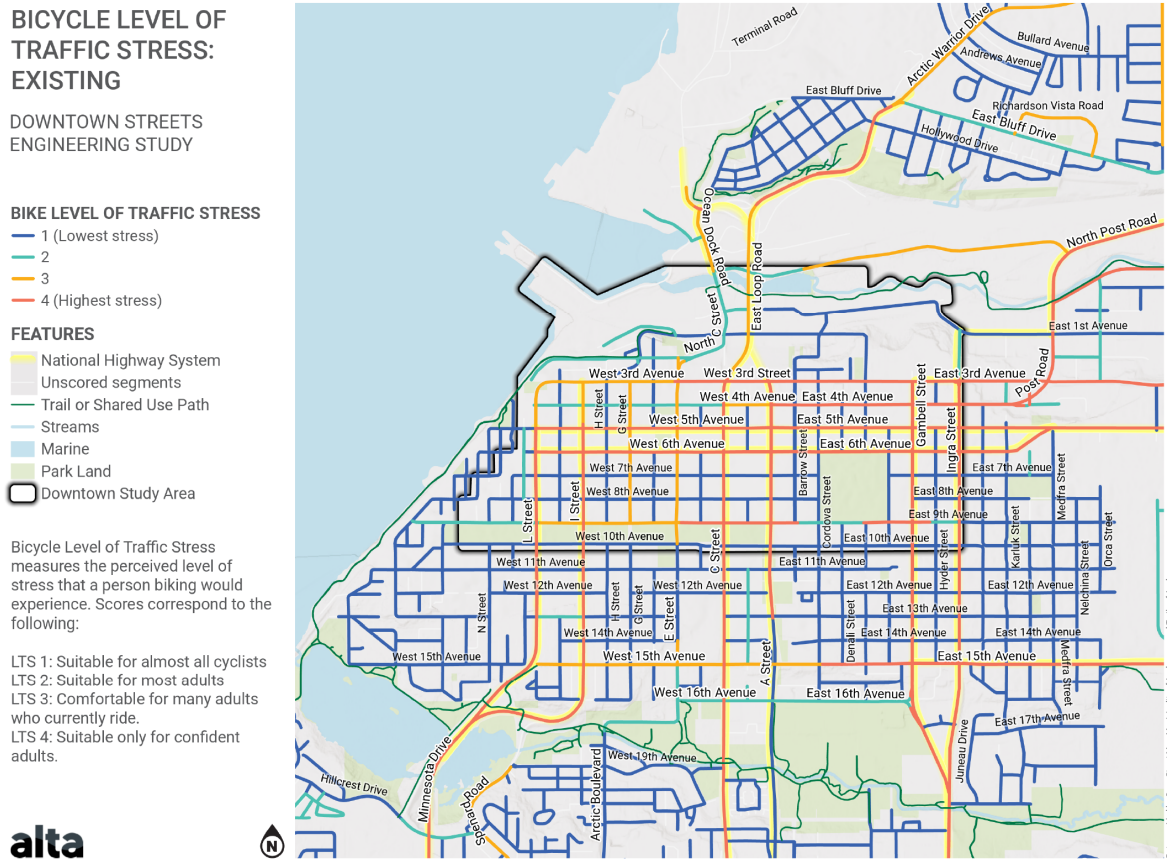 BICYCLE LEVEL OF
TRAFFIC STRESS:
EXISTING
DOWNTOWN STREETS
ENGINEERING STUDY
BIKE LEVEL OF TRAFFIC STRESS
1 (Lowest stress)
2
3
4 (Highest stress)
FEATURES
National Highway System
Unscored segments
Trail or Shared Use Path
Streams
Marine
Park Land
Downtown Study Area
Bicycle Level of Traffic Stress
measures the perceived level of
stress that a person biking would
experience. Scores correspond to the
following:
LTS 1: Suitable for almost all cyclists
LTS 2: Suitable for most adults
LTS 3: Comfortable for many adults
who currently ride.
LTS 4: Suitable only for confident
adults.
alta
N
Terminal Road
Arctic Warrior Drive
Bullard Avenue
Andrews Avenue
East Bluff Drive
Richardson Vista Road
East Bluff Drive
Hollywood Drive
Ocean Dock Road
East Loop Road
North Post Road
North C Street
East 1st Avenue
Post Road
West 3rd Avenue
West 3rd Street
East 3rd Avenue
West 4th Avenue
East 4th Avenue
H Street
G Street
West 5th Avenue
East 5th Avenue
Gambell Street
Ingra Street
West 6th Avenue
East 6th Avenue
Barrow Street
West 7th Avenue
East 7th Avenue
Medfra Street
West 8th Avenue
East 8th Avenue
L Street
I Street
Cordova Street
East 9th Avenue
Karluk Street
Orca Street
West 10th Avenue
C Street
East 10th Avenue
Hyder Street
West 11th Avenue
East 11th Avenue
Nelchina Street
West 12th Avenue
West 12th Avenue
East 12th Avenue
East 12th Avenue
N Street
H Street
G Street
E Street
East 13th Avenue
Denali Street
West 14th Avenue
East 14th Avenue
East 14th Avenue
West 15th Avenue
West 15th Avenue
A Street
East 15th Avenue
Medfra Street
West 16th Avenue
East 16th Avenue
East 17th Avenue
Juneau Drive
Minnesota Drive
West 19th Avenue
Hillcrest Drive
Spenard Road
Arctic Boulevard